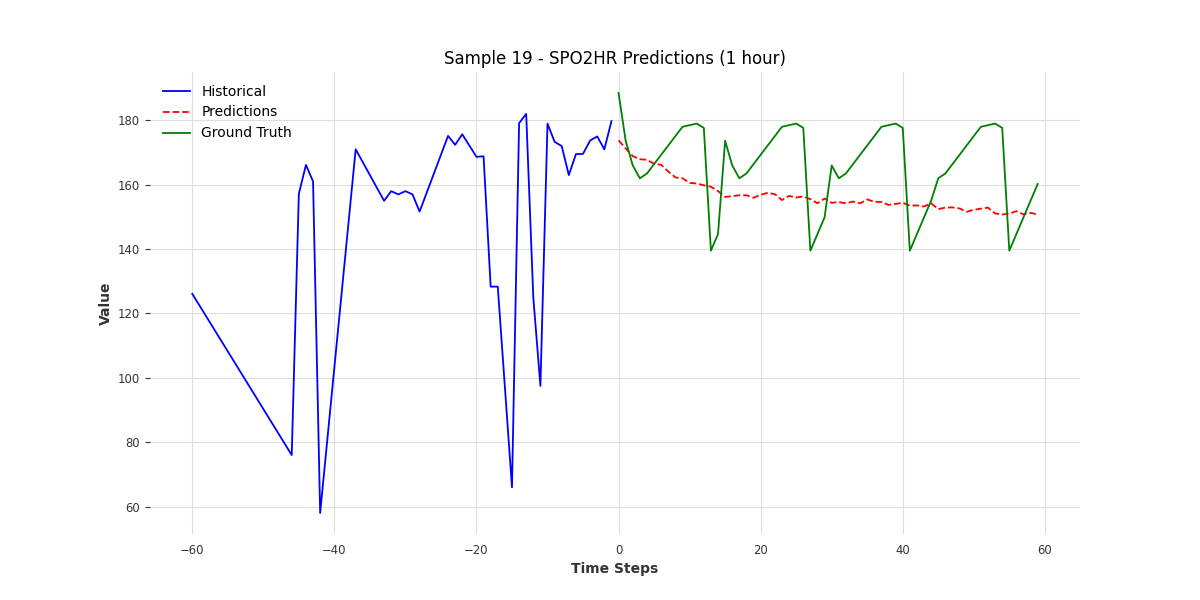 Sample 19 - SPO2HR Predictions (1 hour)
Historical
Predictions
Ground Truth
Value
180
160
140
120
100
80
60
−60
−40
−20
0
20
40
60
Time Steps